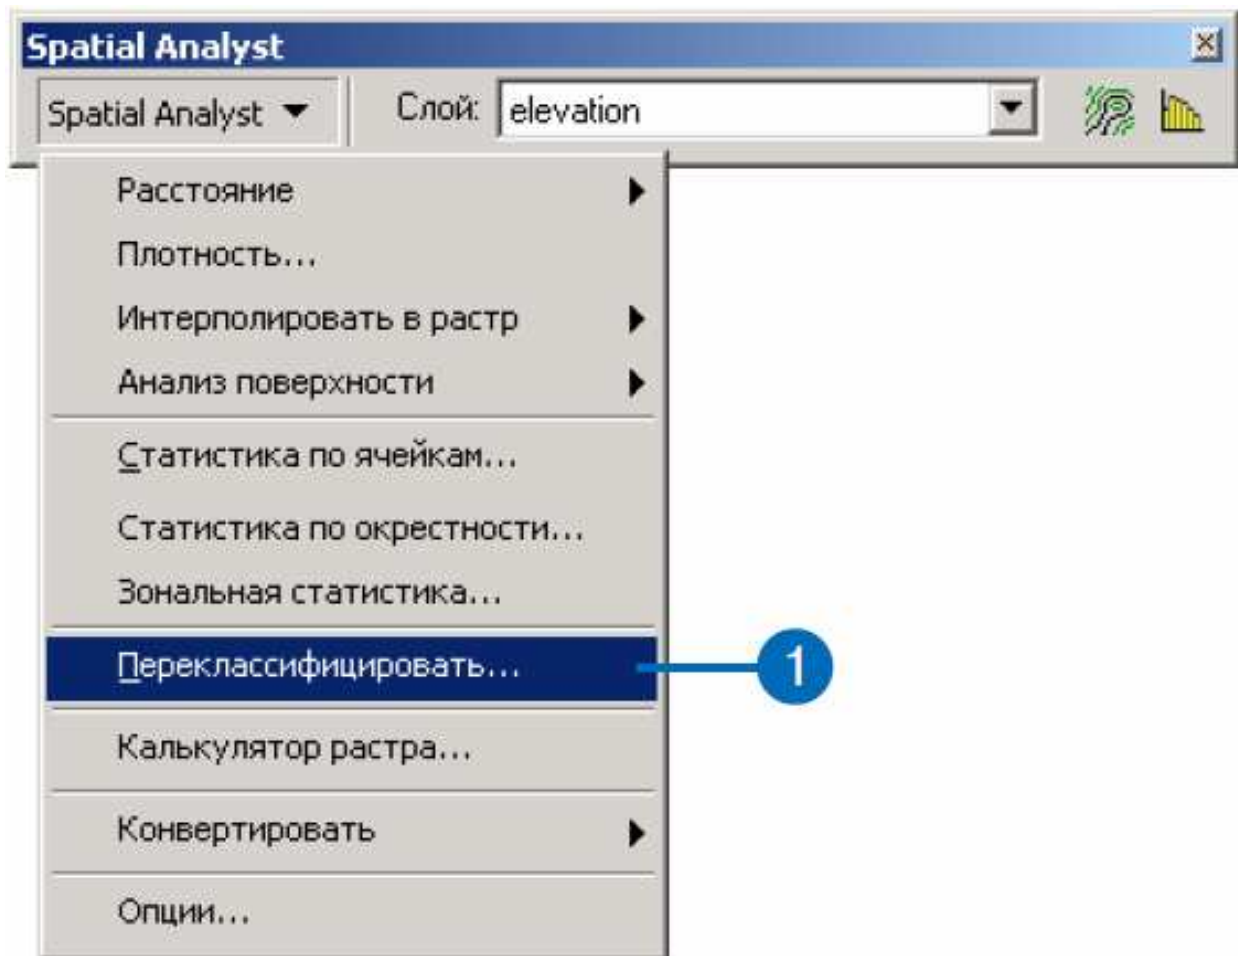 Spatial Analyst
Spatial Analyst Слой: elevation
Расстояние
Плотность...
Интерполировать в растр
Анализ поверхности
Статистика по ячейкам...
Статистика по окрестности...
Зональная статистика...
Переклассифицировать... 1
Калькулятор растра...
Конвертировать
Опции...